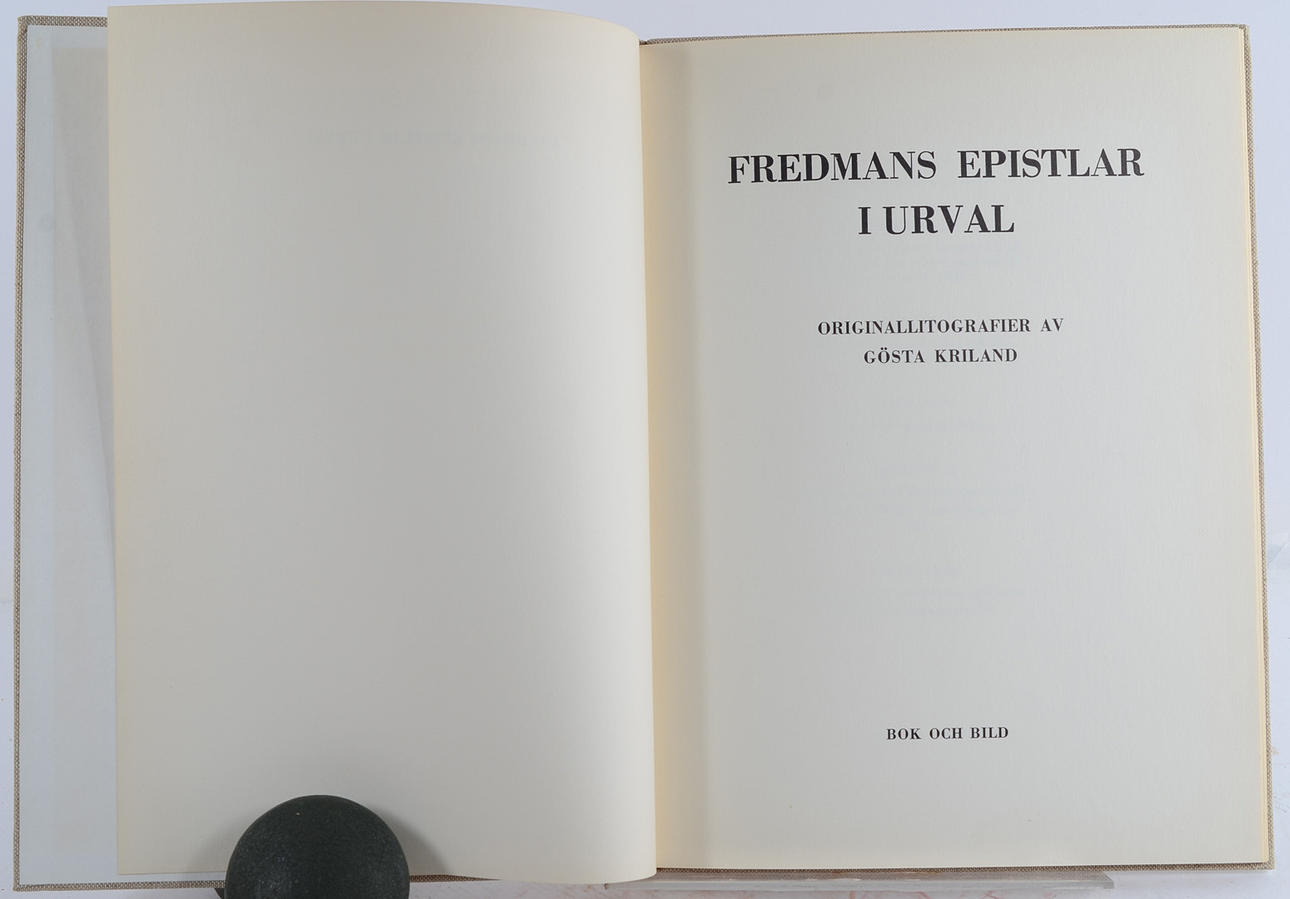 FREDMANS EPISTLAR
I URVAL
ORIGINALLITOGRAFIER AV
GÖSTA KRILAND
BOK OCH BILD